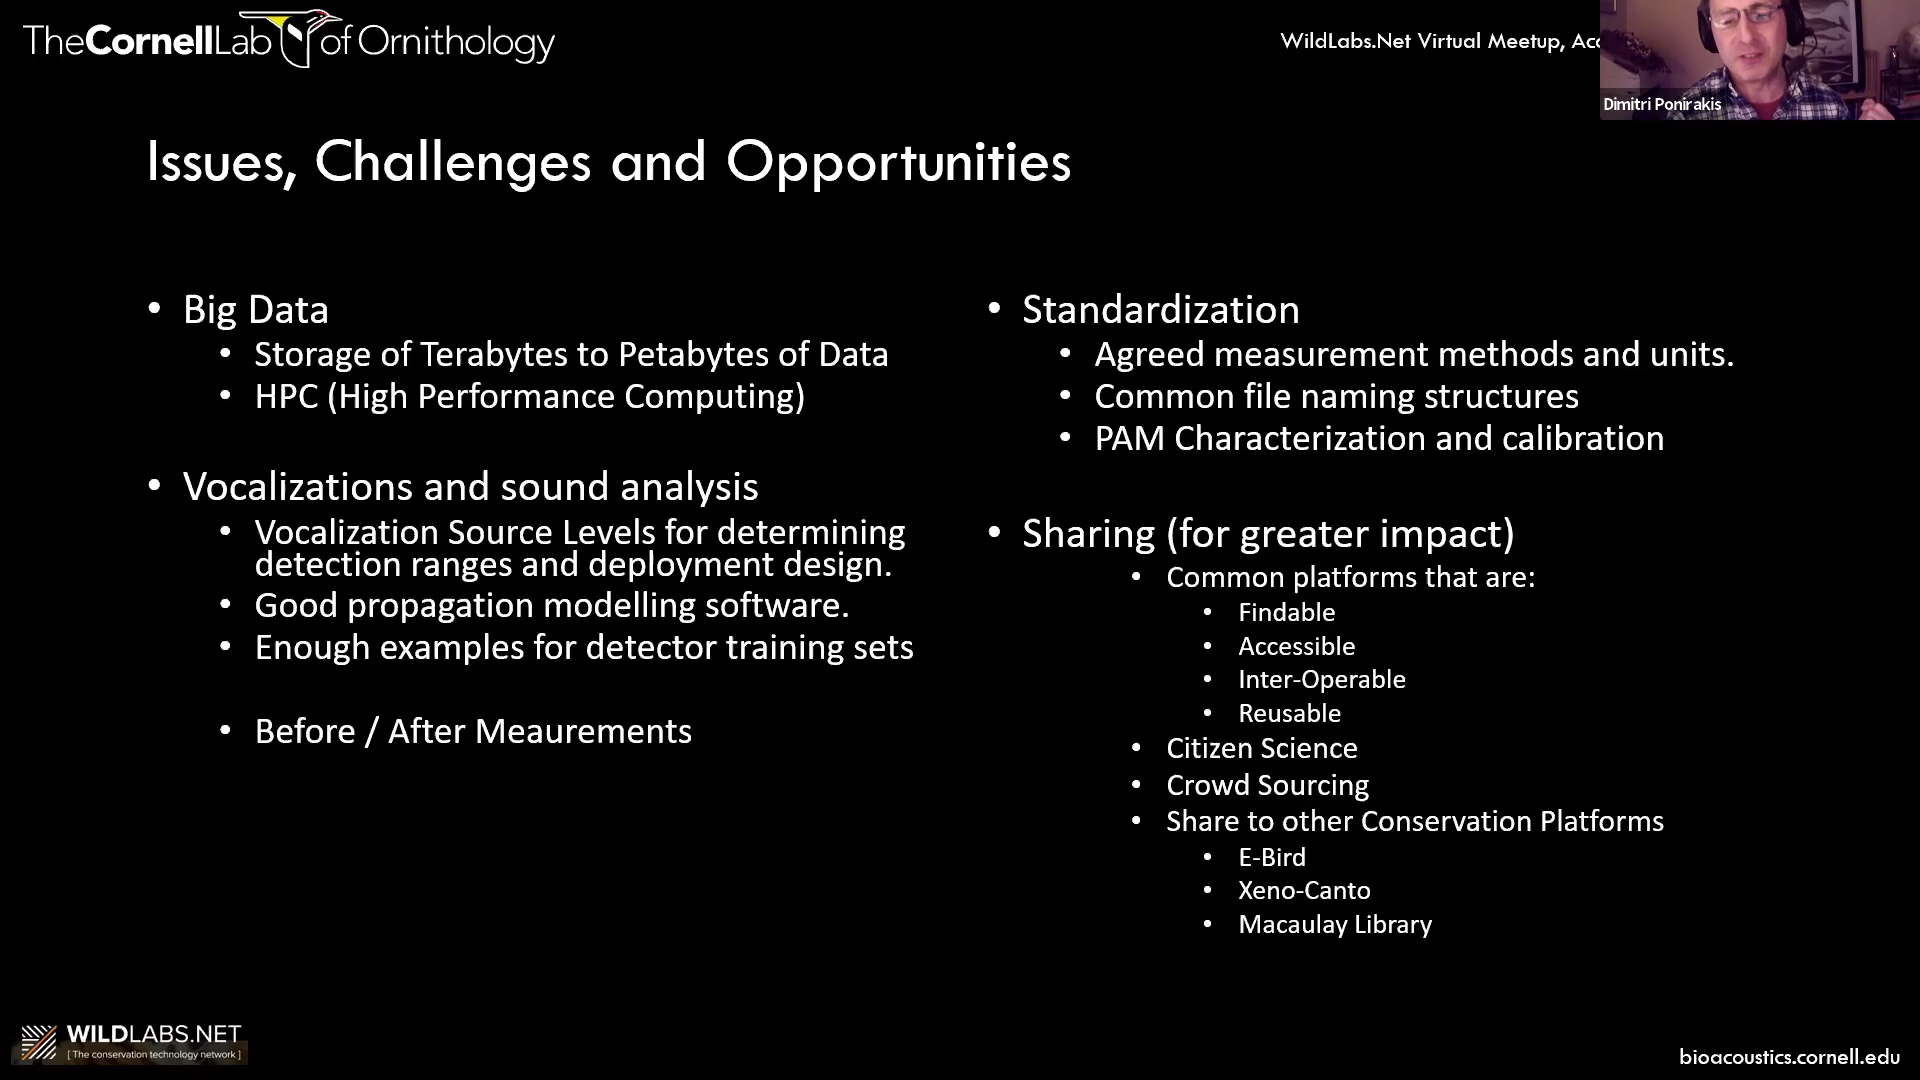 TheCornellLab of Ornithology
WildLabs.Net Virtual Meetup,
Dimitri Ponirakis
Issues, Challenges and Opportunities
• Big Data
• Storage of Terabytes to Petabytes of Data
• HPC (High Performance Computing)
• Vocalizations and sound analysis
• Vocalization Source Levels for determining
detection ranges and deployment design.
• Good propagation modelling software.
• Enough examples for detector training sets
• Before / After Meaurements
• Standardization
• Agreed measurement methods and units.
• Common file naming structures
• PAM Characterization and calibration
• Sharing (for greater impact)
• Common platforms that are:
• Findable
• Accessible
• Inter-Operable
• Reusable
• Citizen Science
• Crowd Sourcing
• Share to other Conservation Platforms
• E-Bird
• Xeno-Canto
• Macaulay Library
WILDLABS.NET
[ The conservation technology network ]
bioacoustics.cornell.edu